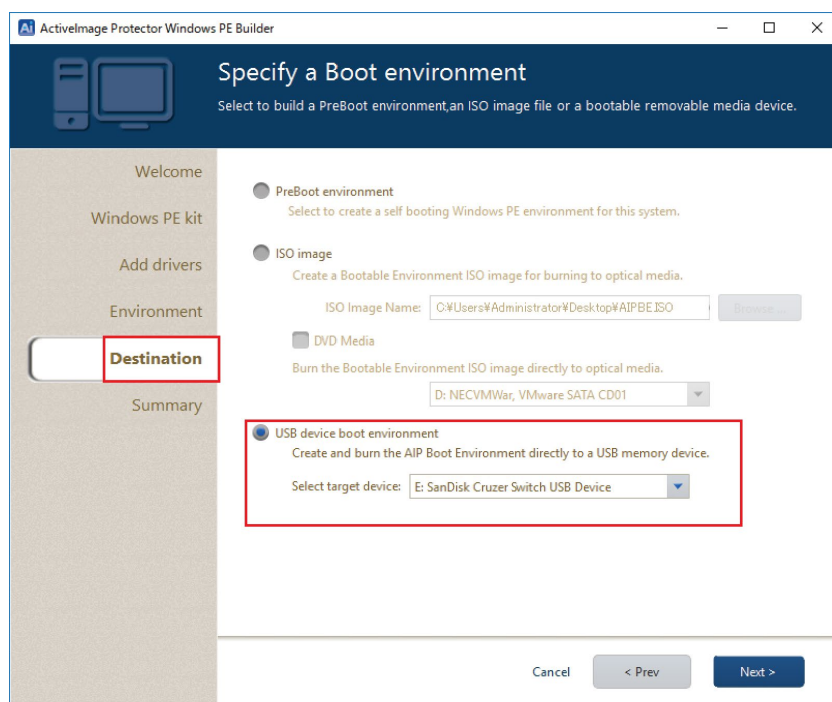 ActiveImage Protector Windows PE Builder
Specify a Boot environment
Select to build a PreBoot environment,an ISO image file or a bootable removable media device.
Welcome
Windows PE kit
Add drivers
Environment
Destination
Summary
PreBoot environment
Select to create a self booting Windows PE environment for this system.
ISO image
Create a Bootable Environment ISO image for burning to optical media.
ISO Image Name: C:¥Users¥Administrator¥Desktop¥AIPBE.ISO Browse...
DVD Media
Burn the Bootable Environment ISO image directly to optical media.
D: NECVMWar, VMware SATA CD01
USB device boot environment
Create and burn the AIP Boot Environment directly to a USB memory device.
Select target device: E: SanDisk Cruzer Switch USB Device
Cancel < Prev Next >